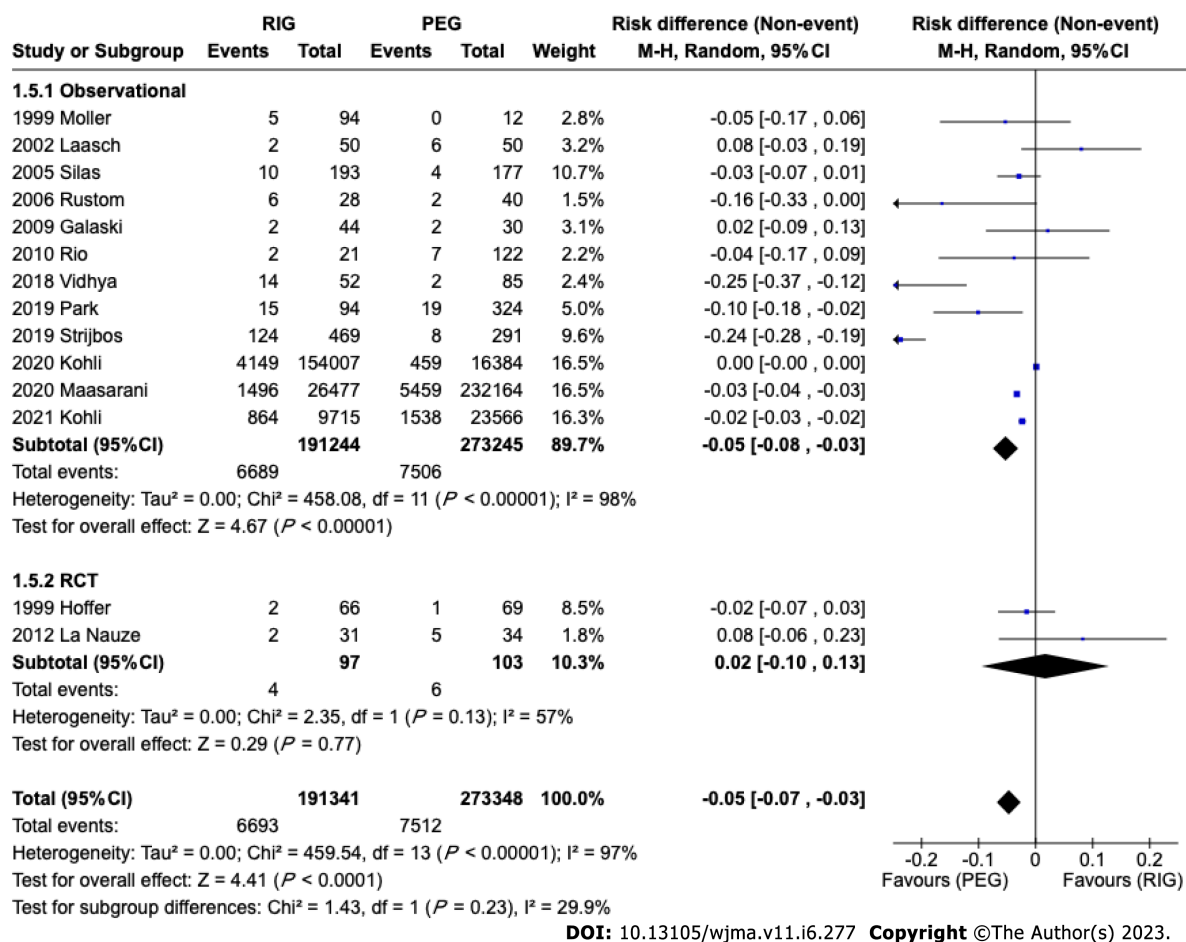 RIG PEG Risk difference (Non-event) Risk difference (Non-event)
Study or Subgroup Events Total Events Total Weight M-H, Random, 95%CI M-H, Random, 95%CI
1.5.1 Observational
1999 Moller 5 94 0 12 2.8% -0.05 [-0.17 , 0.06]
2002 Laasch 2 50 6 50 3.2% 0.08 [-0.03 , 0.19]
2005 Silas 10 193 4 177 10.7% -0.03 [-0.07 , 0.01]
2006 Rustom 6 28 2 40 1.5% -0.16 [-0.33 , 0.00]
2009 Galaski 2 44 2 30 3.1% 0.02 [-0.09 , 0.13]
2010 Rio 2 21 7 122 2.2% -0.04 [-0.17 , 0.09]
2018 Vidhya 14 52 2 85 2.2% -0.25 [-0.37 , -0.12]
2019 Park 15 94 19 324 5.0% -0.10 [-0.18 , -0.02]
2019 Strijbos 124 469 8 291 9.6% -0.24 [-0.28 , -0.19]
2020 Kohli 4149 154007 459 16384 16.5% 0.00 [-0.00 , 0.00]
2020 Maasarani 1496 26477 5459 232164 16.5% -0.03 [-0.04 , -0.03]
2021 Kohli 864 9715 1538 23566 16.3% -0.02 [-0.03 , -0.02]
Subtotal (95%CI) 191244 273245 89.7% -0.05 [-0.08 , -0.03]
Total events: 6689 7506
Heterogeneity: Tau² = 0.00; Chi² = 458.08, df = 11 (P < 0.00001); I² = 98%
Test for overall effect: Z = 4.67 (P < 0.00001)
1.5.2 RCT
1999 Hoffer 2 66 1 69 8.5% -0.02 [-0.07 , 0.03]
2012 La Nauze 2 31 5 34 1.8% 0.08 [-0.06 , 0.23]
Subtotal (95%CI) 97 103 10.3% 0.02 [-0.10 , 0.13]
Total events: 4 6
Heterogeneity: Tau² = 0.00; Chi² = 2.35, df = 1 (P = 0.13); I² = 57%
Test for overall effect: Z = 0.29 (P = 0.77)
Total (95%CI) 191341 273348 100.0% -0.05 [-0.07 , -0.03]
Total events: 6693 7512
Heterogeneity: Tau² = 0.00; Chi² = 459.54, df = 13 (P < 0.00001); I² = 97%
-0.2 -0.1 0 0.1 0.2
Test for overall effect: Z = 4.41 (P < 0.0001)
Favours (PEG) Favours (RIG)
Test for subgroup differences: Chi² = 1.43, df = 1 (P = 0.23), I² = 29.9%
DOI: 10.13105/wjma.v11.i6.277 Copyright ©The Author(s) 2023.